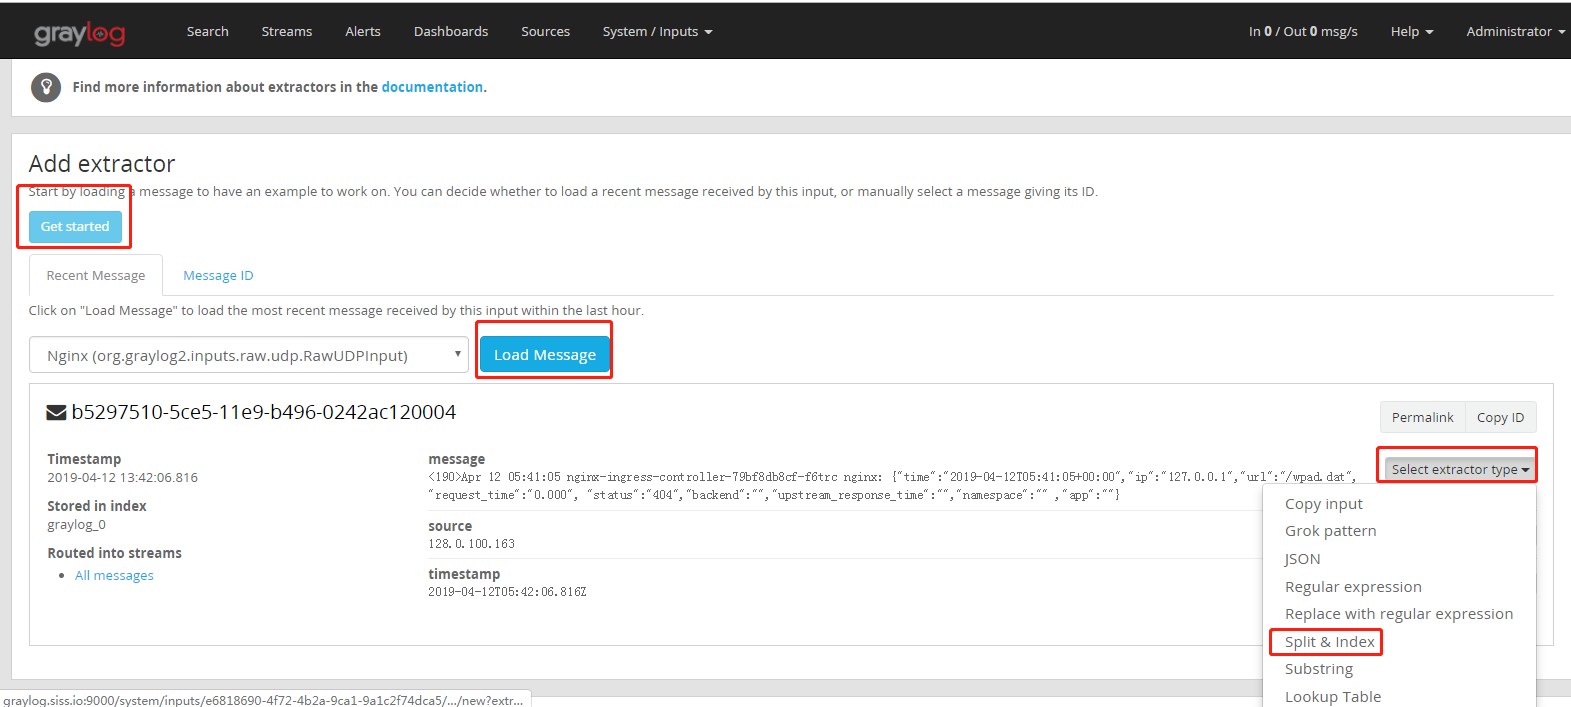 graylog Search Streams Alerts Dashboards Sources System / Inputs In 0 / Out 0 msg/s Help Administrator
Find more information about extractors in the documentation.
Add extractor
Start by loading a message to have an example to work on. You can decide whether to load a recent message received by this input, or manually select a message giving its ID.
Get started
Recent Message Message ID
Click on "Load Message" to load the most recent message received by this input within the last hour.
Nginx (org.graylog2.inputs.raw.udp.RawUDPInput) Load Message
b5297510-5ce5-11e9-b496-0242ac120004 Permalink Copy ID
Timestamp
2019-04-12 13:42:06.816
Stored in index
graylog_0
Routed into streams
All messages
message
<190>Apr 12 05:41:05 nginx-ingress-controller-79bf8db8cf-f6trc nginx: {"time":"2019-04-12T05:41:05+00:00","ip":"127.0.0.1","url":"/wpad.dat",
"request_time":"0.000", "status":"404","backend":"","upstream_response_time":"","namespace":"" ,"app":""}
source
128.0.100.163
timestamp
2019-04-12T05:42:06.816Z
Select extractor type
Copy input
Grok pattern
JSON
Regular expression
Replace with regular expression
Split & Index
Substring
Lookup Table
graylog.siss.io:9000/system/inputs/e6818690-4f72-4b2a-9ca1-9a1c2f74dca5/.../new?extr...